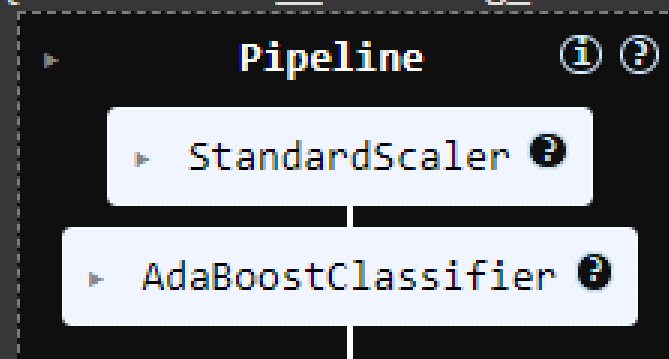 Pipeline i ?
StandardScaler ?
AdaBoostClassifier ?